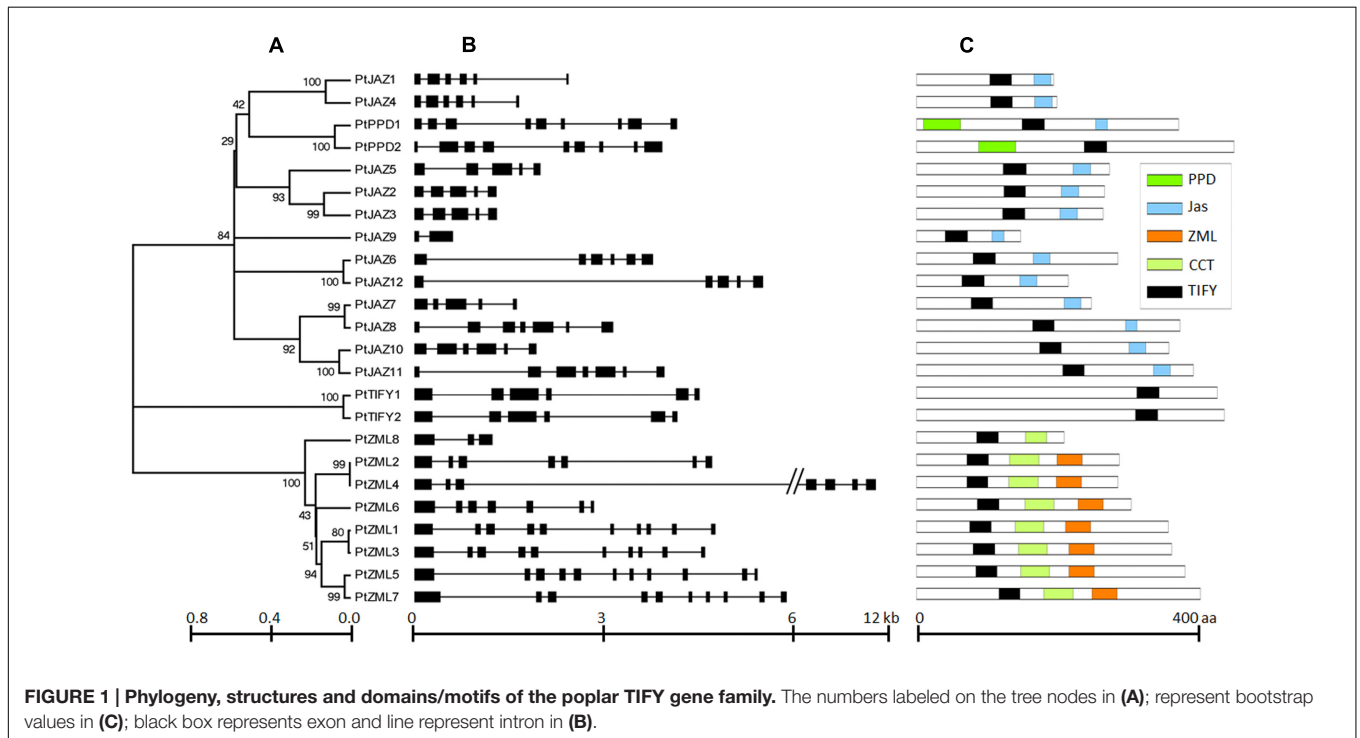 A B C
100 PtJAZ1
42 PtJAZ4
PtPPD1
29 100 PtPPD2
PtJAZ5
93 PtJAZ2
99 PtJAZ3
84 PtJAZ9
PtJAZ6
100 PtJAZ12
99 PtJAZ7
PtJAZ8
92 PtJAZ10
100 PtJAZ11
100 PtTIFY1
PtTIFY2
PtZML8
99 PtZML2
100 PtZML4
43 PtZML6
80 PtZML1
51 PtZML3
94 PtZML5
99 PtZML7
PPD
Jas
ZML
CCT
TIFY
0.8 0.4 0.0 0 3 6 12 kb 0 400 aa
FIGURE 1 | Phylogeny, structures and domains/motifs of the poplar TIFY gene family. The numbers labeled on the tree nodes in (A); represent bootstrap
values in (C); black box represents exon and line represent intron in (B).